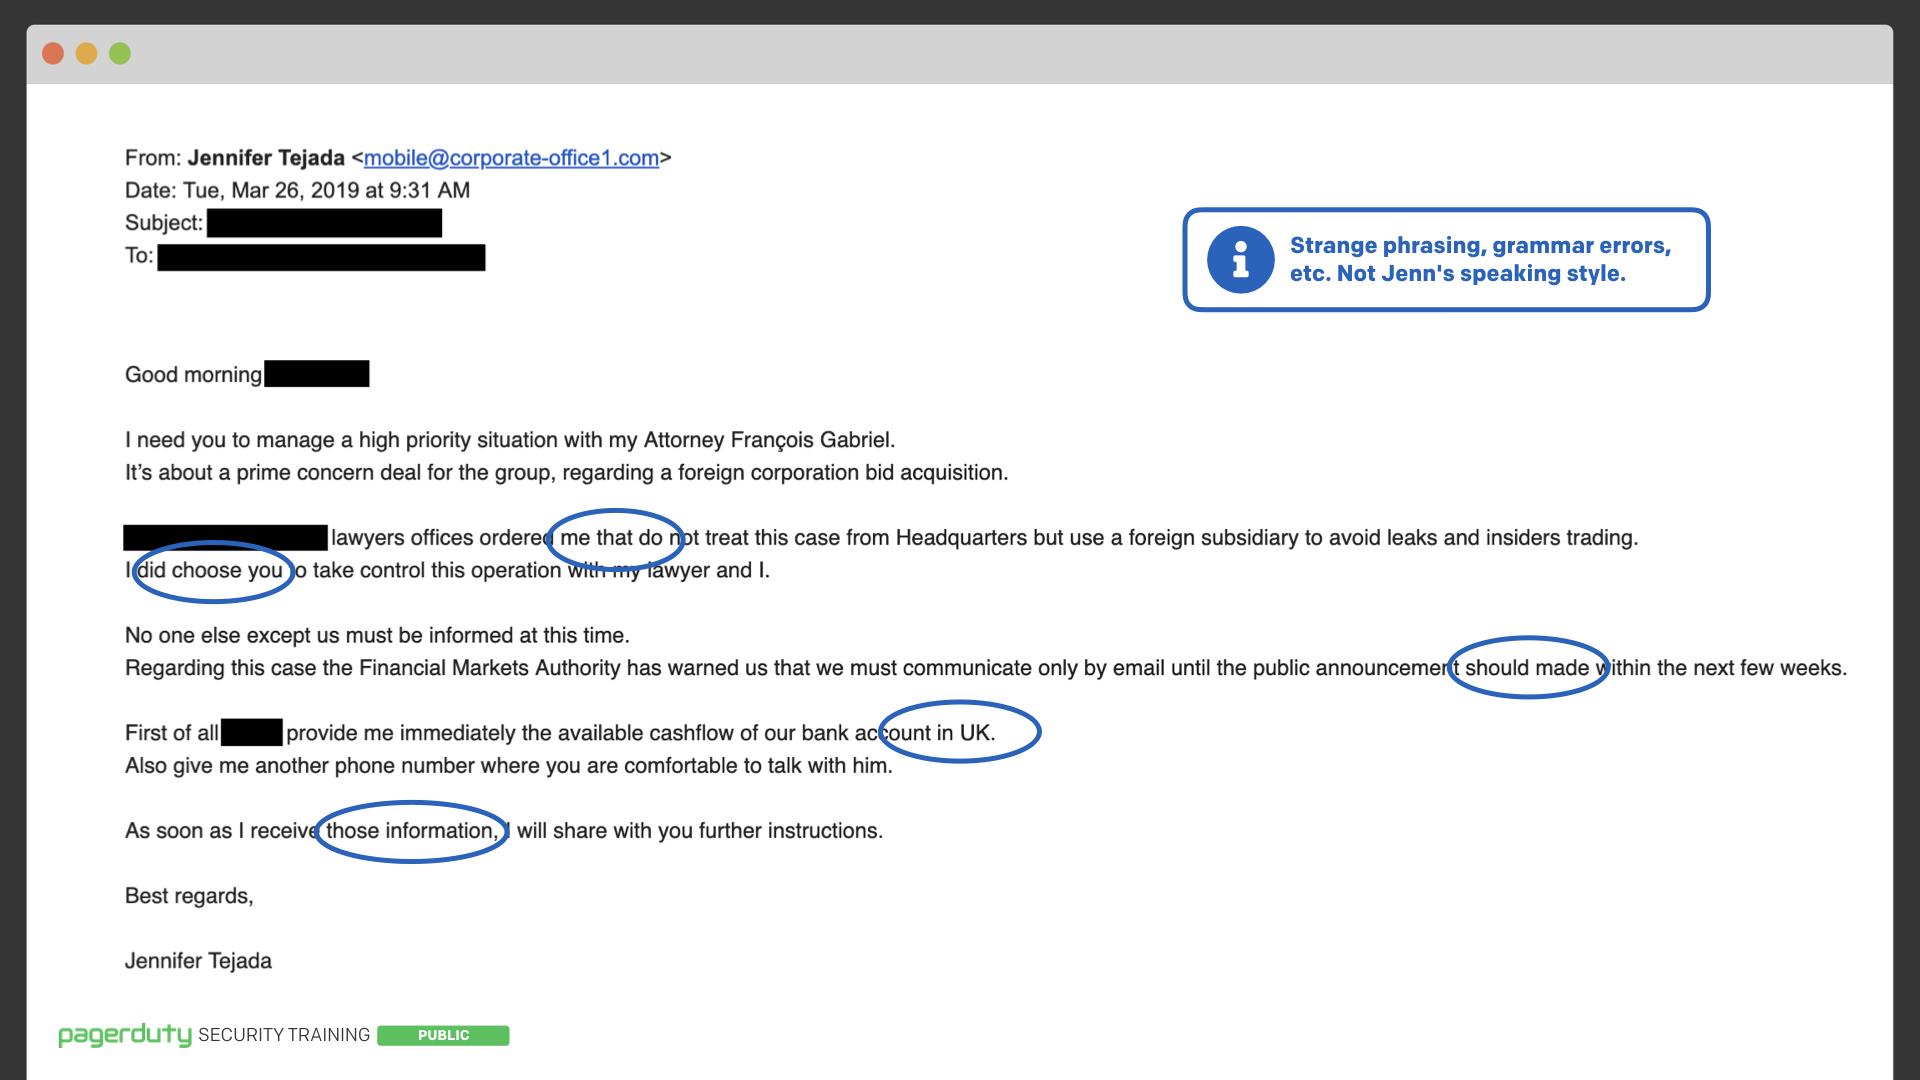 From: Jennifer Tejada <mobile@corporate-office1.com>
Date: Tue, Mar 26, 2019 at 9:31 AM
Subject:
To:
Strange phrasing, grammar errors,
etc. Not Jenn's speaking style.
Good morning
I need you to manage a high priority situation with my Attorney François Gabriel.
It’s about a prime concern deal for the group, regarding a foreign corporation bid acquisition.
lawyers offices ordered me that do not treat this case from Headquarters but use a foreign subsidiary to avoid leaks and insiders trading.
I did choose you to take control this operation with my lawyer and I.
No one else except us must be informed at this time.
Regarding this case the Financial Markets Authority has warned us that we must communicate only by email until the public announcement should made within the next few weeks.
First of all provide me immediately the available cashflow of our bank account in UK.
Also give me another phone number where you are comfortable to talk with him.
As soon as I receive those information, I will share with you further instructions.
Best regards,
Jennifer Tejada
pagerduty SECURITY TRAINING PUBLIC